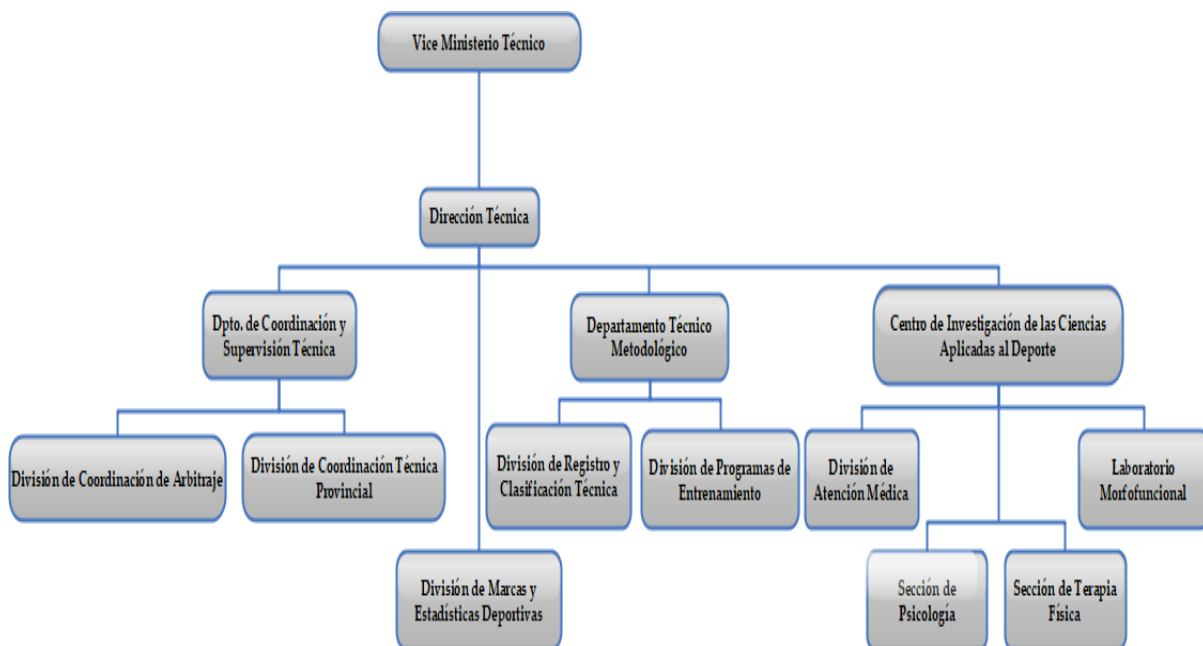 Vice Ministerio Técnico
Dirección Técnica
Dpto. de Coordinación y
Supervisión Técnica
Departamento Técnico
Metodológico
Centro de Investigación de las Ciencias
Aplicadas al Deporte
División de Coordinación de Arbitraje
División de Coordinación Técnica
Provincial
División de Registro y
Clasificación Técnica
División de Programas de
Entrenamiento
División de
Atención Médica
Laboratorio
Morfofuncional
División de Marcas y
Estadísticas Deportivas
Sección de
Psicología
Sección de Terapia
Física